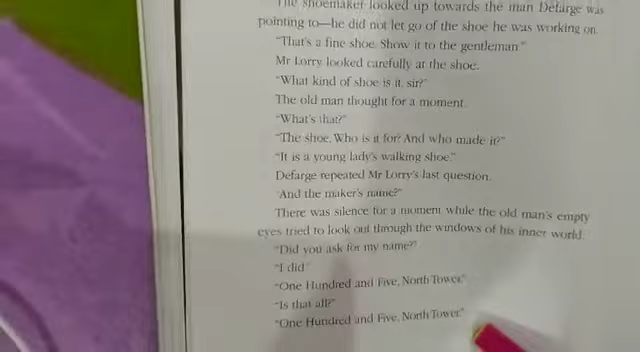 The shoemaker looked up towards the man Defarge was
pointing to—he did not let go of the shoe he was working on.
"That's a fine shoe. Show it to the gentleman"
Mr Lorry looked carefully at the shoe.
"What kind of shoe is it, sir?"
The old man thought for a moment.
"What's that?"
"The shoe. Who is it for? And who made it?"
"It is a young lady's walking shoe."
Defarge repeated Mr Lorry's last question.
"And the maker's name?"
There was silence for a moment while the old man's empty
eyes tried to look out through the windows of his inner world.
"Did you ask for my name?"
"I did"
"One Hundred and Five, North Tower."
"Is that all?"
"One Hundred and Five, North Tower."